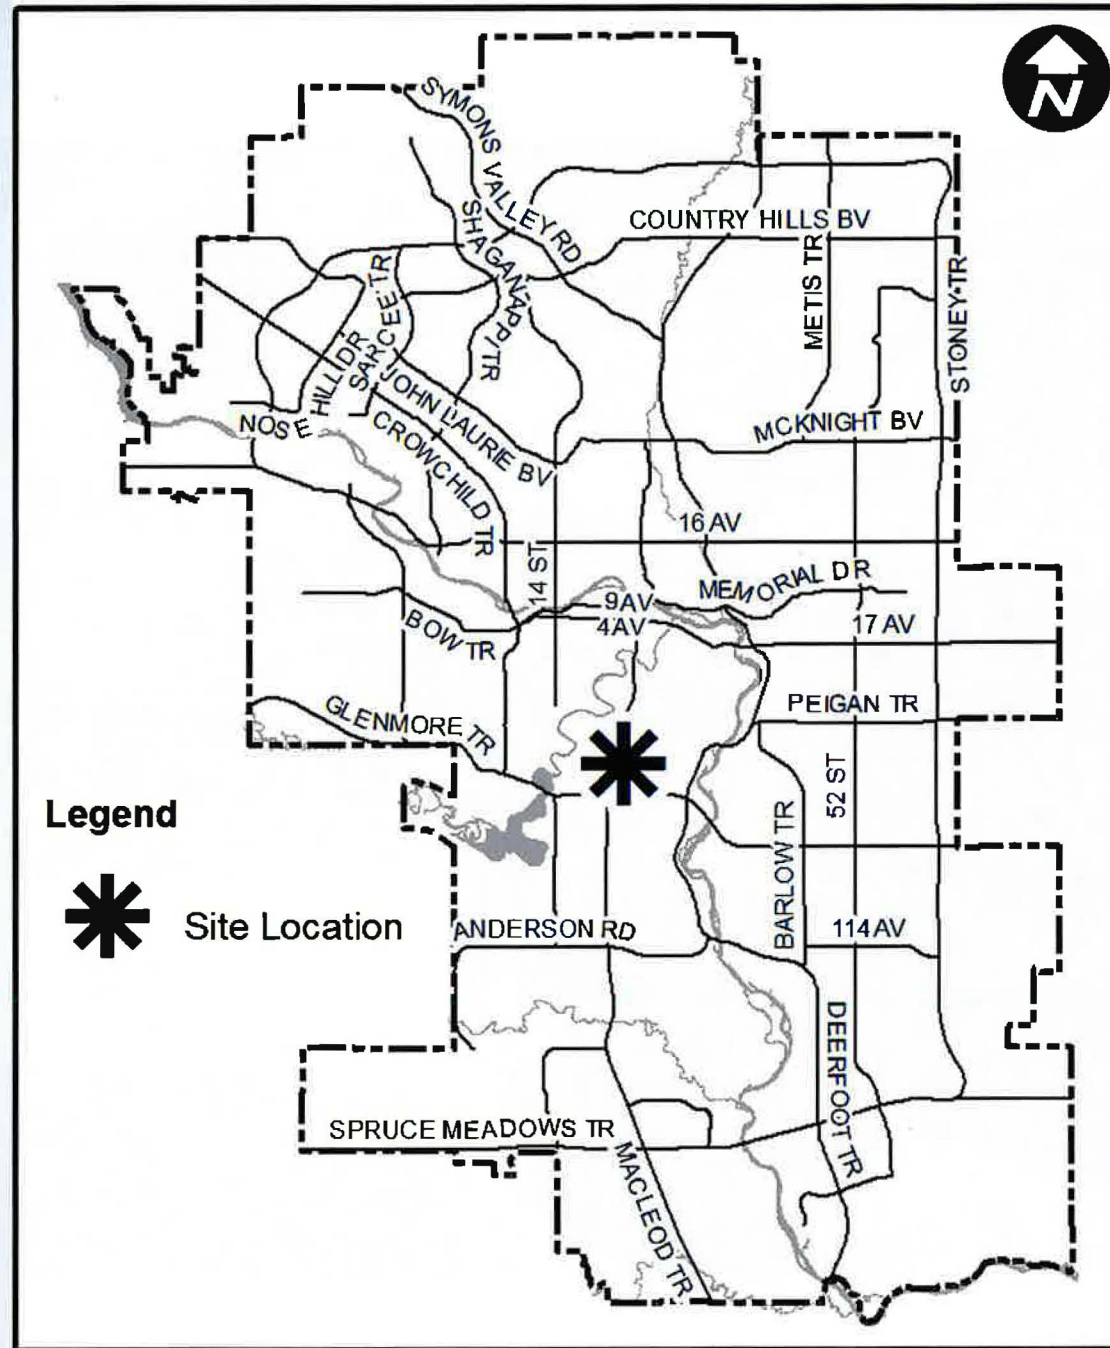 N
SYMONS VALLEY RD
SHAGANAPPI TR
COUNTRY HILLS BV
METIS TR
STONEY TR
SARCEE TR
NOSE HILL DR
JOHN LAURIE BV
CROWCHILD TR
MCKNIGHT BV
16 AV
14 ST
MEMORIAL DR
9 AV
4 AV
17 AV
BOW TR
PEIGAN TR
GLENMORE TR
52 ST
Legend
BARLOW TR
Site Location
ANDERSON RD
114 AV
DEERFOOT TR
SPRUCE MEADOWS TR
MACLEOD TR